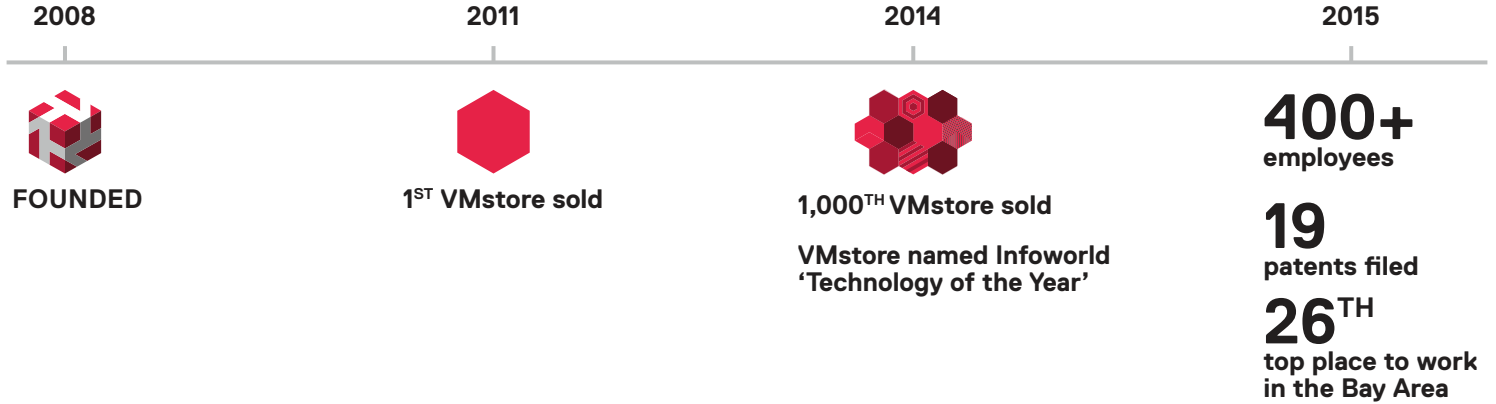 2008
2011
2014
2015
FOUNDED
1ST VMstore sold
1,000TH VMstore sold
VMstore named Infoworld
‘Technology of the Year’
400+
employees
19
patents filed
26TH
top place to work
in the Bay Area